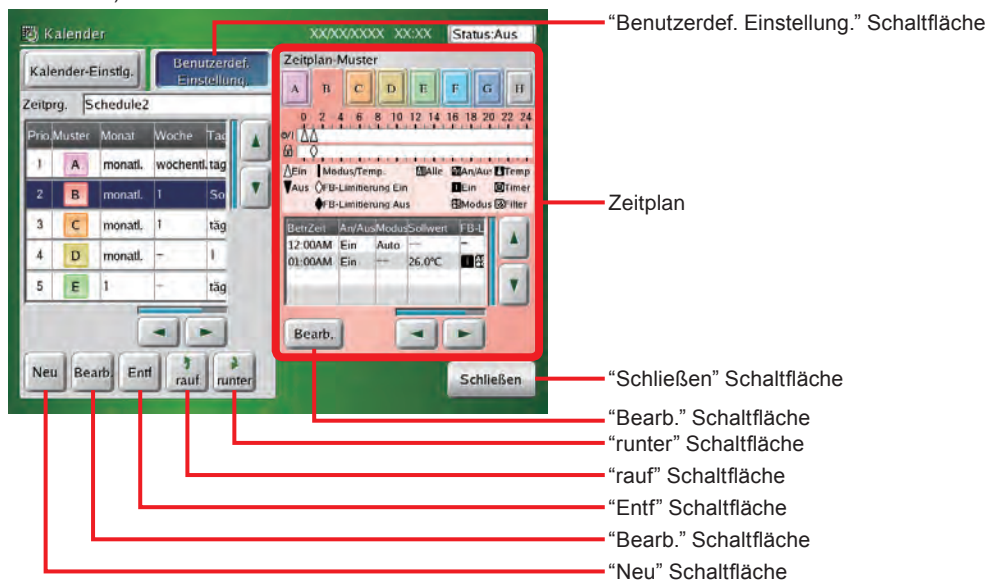 Kalender XX/XX/XXXX XX:XX Status:Aus
Kalender-Einstlg. Benutzerdef. Einstellung.
Zeitprg. Schedule2
Prio. Muster Monat Woche Tag
1 A monatl. wochentl. tag
2 B monatl. 1 So
3 C monatl. 1 täg
4 D monatl. - 1
5 E 1 - täg
Neu Bearb. Entf rauf runter
Zeitplan-Muster
A B C D E F G H
0 2 4 6 8 10 12 14 16 18 20 22 24
Ein Modus/Temp. Alle An/Aus Temp
Aus FB-Limitierung Ein Ein Timer
FB-Limitierung Aus Modus Filter
BetrZeit An/Aus Modus Sollwert FB-L
12:00AM Ein Auto -- -
01:00AM Ein -- 26.0°C
Bearb.
Schließen
“Benutzerdef. Einstellung.” Schaltfläche
Zeitplan
“Schließen” Schaltfläche
“Bearb.” Schaltfläche
“runter” Schaltfläche
“rauf” Schaltfläche
“Entf” Schaltfläche
“Bearb.” Schaltfläche
“Neu” Schaltfläche